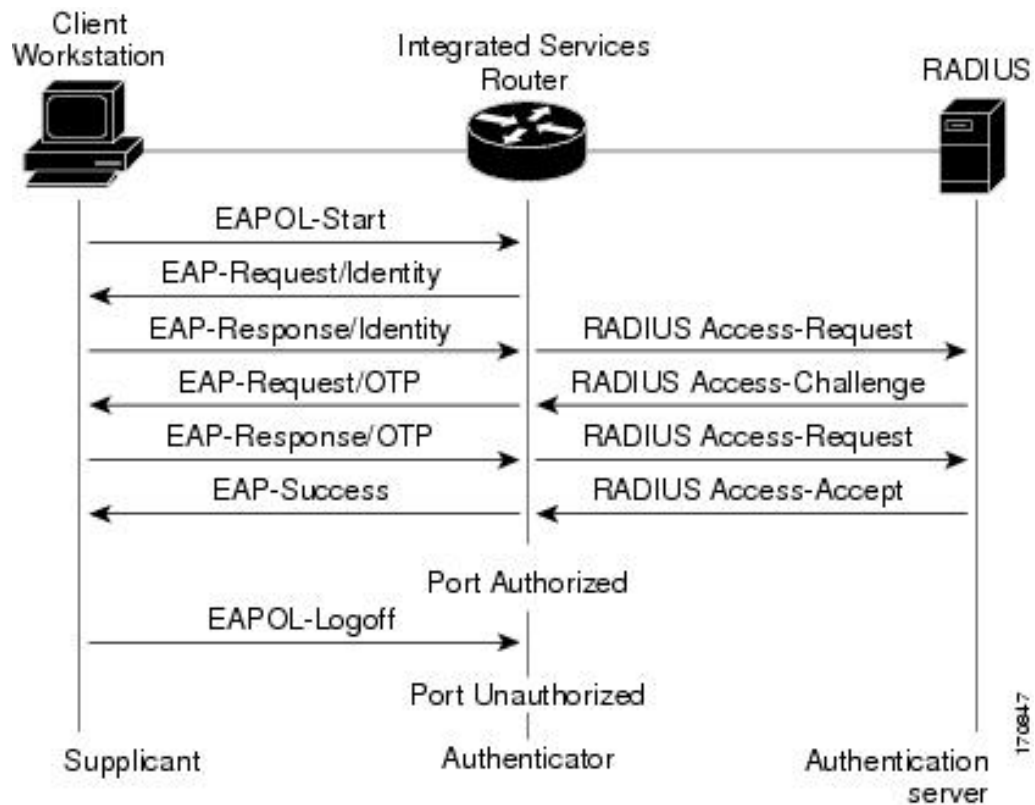 Client
Workstation
Integrated Services
Router
RADIUS
EAPOL-Start
EAP-Request/Identity
EAP-Response/Identity
RADIUS Access-Request
EAP-Request/OTP
RADIUS Access-Challenge
EAP-Response/OTP
RADIUS Access-Request
EAP-Success
RADIUS Access-Accept
Port Authorized
EAPOL-Logoff
Port Unauthorized
Supplicant
Authenticator
Authentication
server
170847